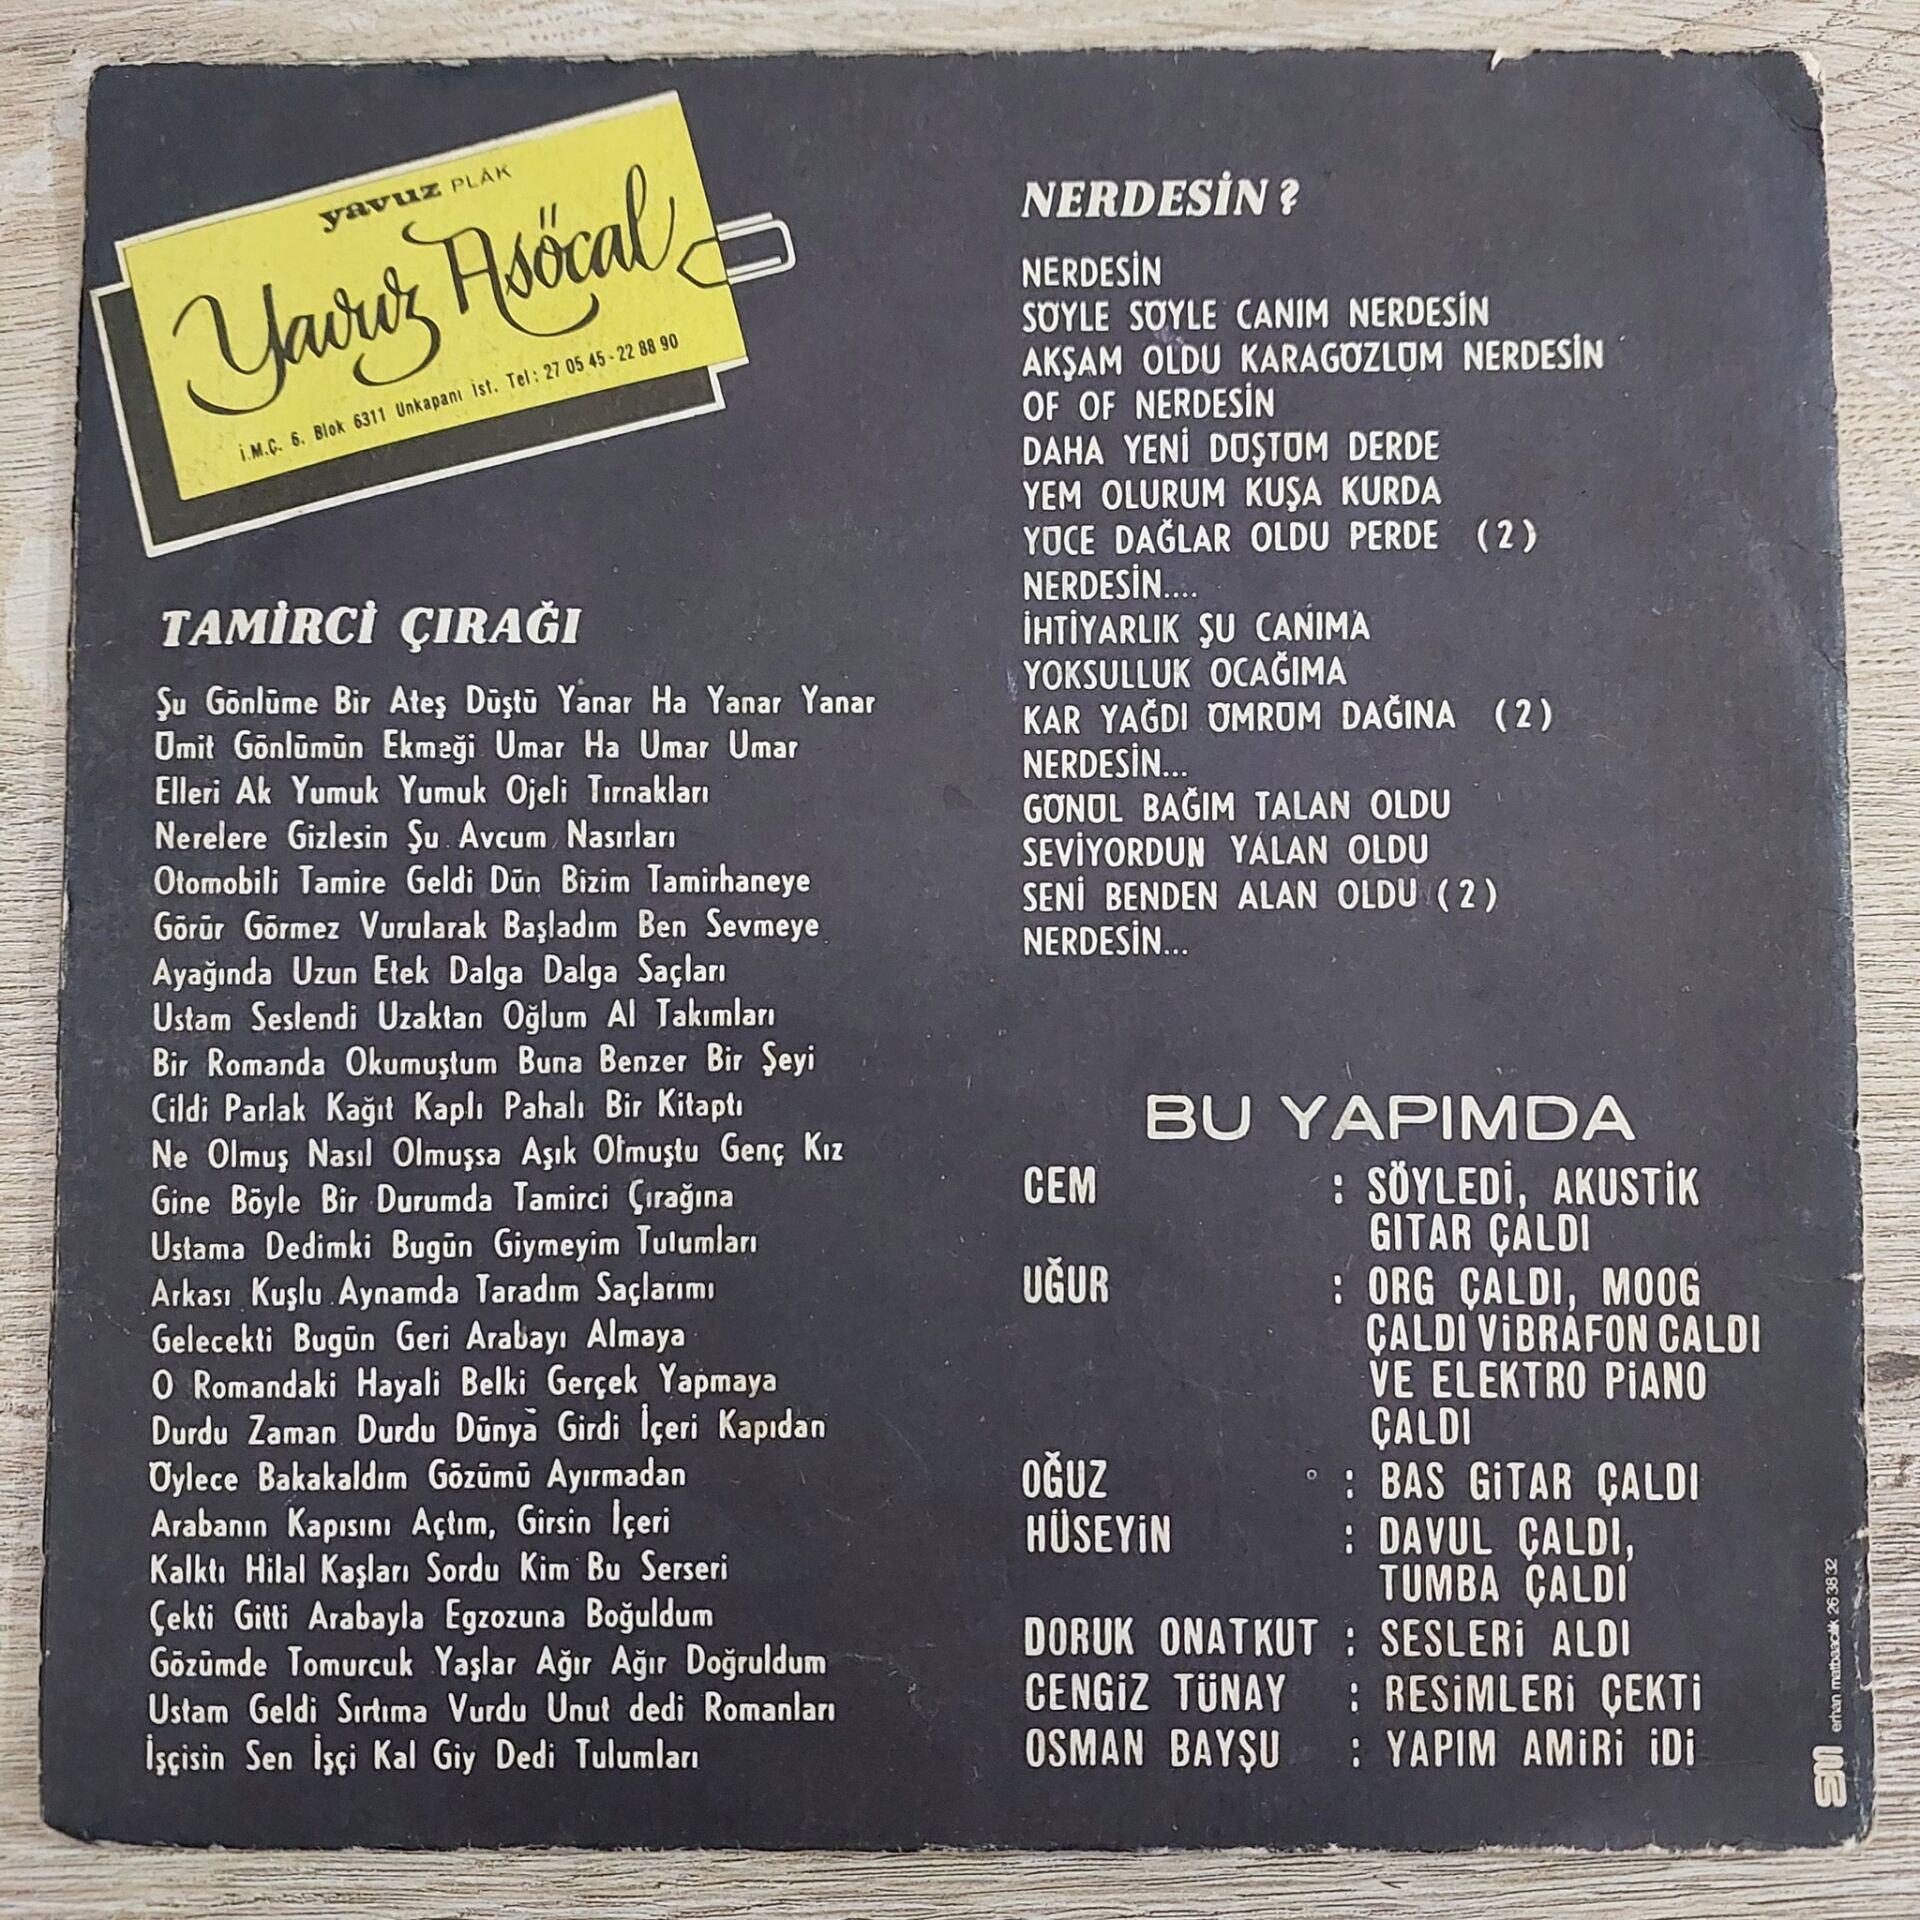 yavuz PLÂK
Yavuz Asöcal
İ.M.Ç. 6. Blok 6311 Unkapanı ist. Tel: 27 05 45 - 22 88 90
TAMİRCİ ÇIRAĞI
Şu Gönlüme Bir Ateş Düştü Yanar Ha Yanar Yanar
Ümit Gönlümün Ekmeği Umar Ha Umar Umar
Elleri Ak Yumuk Yumuk Ojeli Tırnakları
Nerelere Gizlesin Şu Avcum Nasırları
Otomobili Tamire Geldi Dün Bizim Tamirhaneye
Görür Görmez Vurularak Başladım Ben Sevmeye
Ayağında Uzun Etek Dalga Dalga Saçları
Ustam Seslendi Uzaktan Oğlum Al Takımları
Bir Romanda Okumuştum Buna Benzer Bir Şeyi
Cildi Parlak Kağıt Kaplı Pahalı Bir Kitaptı
Ne Olmuş Nasıl Olmuşsa Aşık Olmuştu Genç Kız
Gine Böyle Bir Durumda Tamirci Çırağına
Ustama Dedimki Bugün Giymeyim Tulumları
Arkası Kuşlu Aynamda Taradım Saçlarımı
Gelecekti Bugün Geri Arabayı Almaya
O Romandaki Hayali Belki Gerçek Yapmaya
Durdu Zaman Durdu Dünya Girdi İçeri Kapıdan
Öylece Bakakaldım Gözümü Ayırmadan
Arabanın Kapısını Açtım, Girsin İçeri
Kalktı Hilal Kaşları Sordu Kim Bu Serseri
Çekti Gitti Arabayla Egzozuna Boğuldum
Gözümde Tomurcuk Yaşlar Ağır Ağır Doğruldum
Ustam Geldi Sırtıma Vurdu Unut dedi Romanları
İşçisin Sen İşçi Kal Giy Dedi Tulumları
NERDESİN ?
NERDESİN
SÖYLE SÖYLE CANIM NERDESİN
AKŞAM OLDU KARAGÖZLÜM NERDESİN
OF OF NERDESİN
DAHA YENİ DÜŞTÜM DERDE
YEM OLURUM KUŞA KURDA
YÜCE DAĞLAR OLDU PERDE (2)
NERDESİN....
İHTİYARLIK ŞU CANIMA
YOKSULLUK OCAĞIMA
KAR YAĞDI ÖMRÜM DAĞINA (2)
NERDESİN...
GÖNÜL BAĞIM TALAN OLDU
SEVİYORDUN YALAN OLDU
SENİ BENDEN ALAN OLDU (2)
NERDESİN...
BU YAPIMDA
CEM : SÖYLEDİ, AKUSTİK
GITAR ÇALDI
UĞUR : ORG ÇALDI, MOOG
ÇALDI VİBRAFON CALDI
VE ELEKTRO PİANO
ÇALDI
OĞUZ : BAS GİTAR ÇALDI
HÜSEYİN : DAVUL ÇALDI,
TUMBA ÇALDI
DORUK ONATKUT : SESLERİ ALDI
CENGİZ TÜNAY : RESİMLERİ ÇEKTİ
OSMAN BAYŞU : YAPIM AMİRİ İDİ
erhan matbaacılık 26 38 32